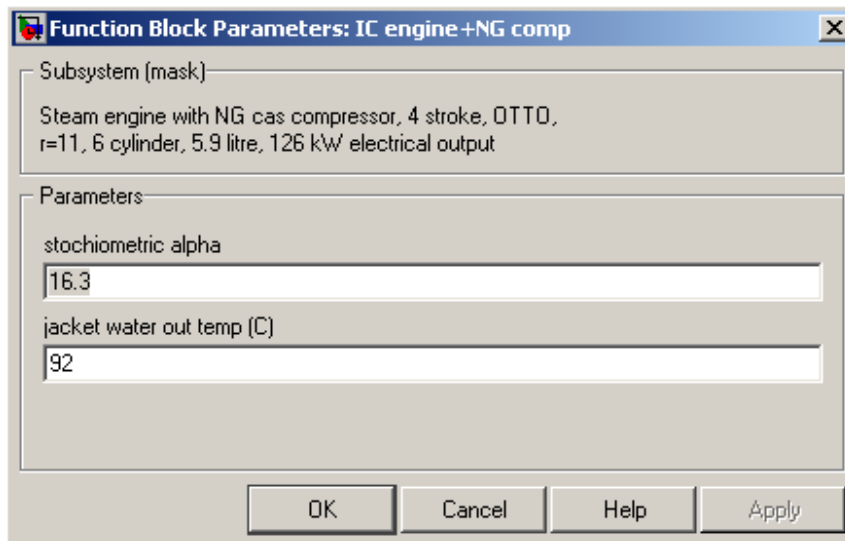 Function Block Parameters: IC engine+NG comp
Subsystem (mask)
Steam engine with NG cas compressor, 4 stroke, OTTO,
r=11, 6 cylinder, 5.9 litre, 126 kW electrical output
Parameters
stochiometric alpha
16.3
jacket water out temp (C)
92
OK Cancel Help Apply